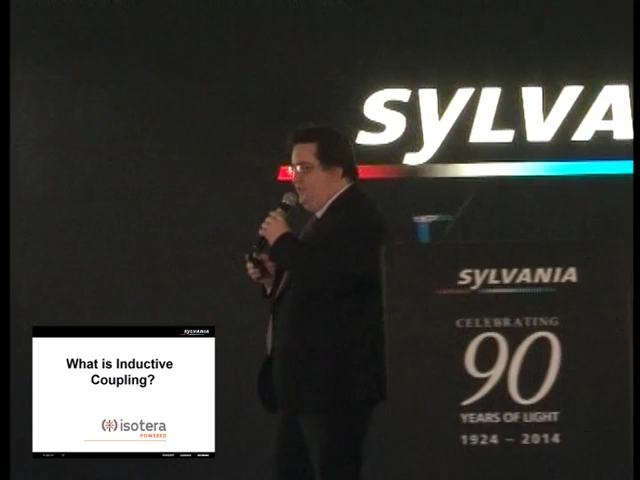 SYLVA
SYLVANIA
CELEBRATING
90
YEARS OF LIGHT
1924 – 2014
SYLVANIA
What is Inductive
Coupling?
isotera
POWERED